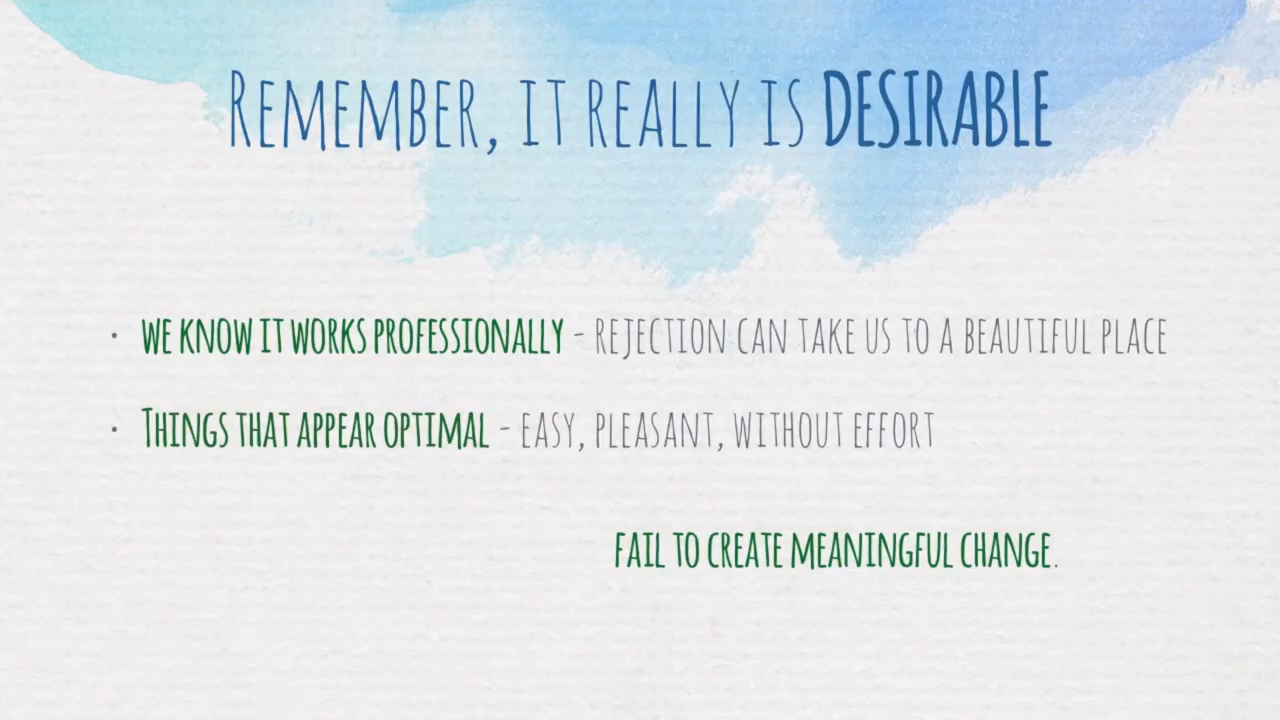 Remember, it really is DESIRABLE
• we know it works professionally - rejection can take us to a beautiful place
• Things that appear optimal - easy, pleasant, without effort
fail to create meaningful change.